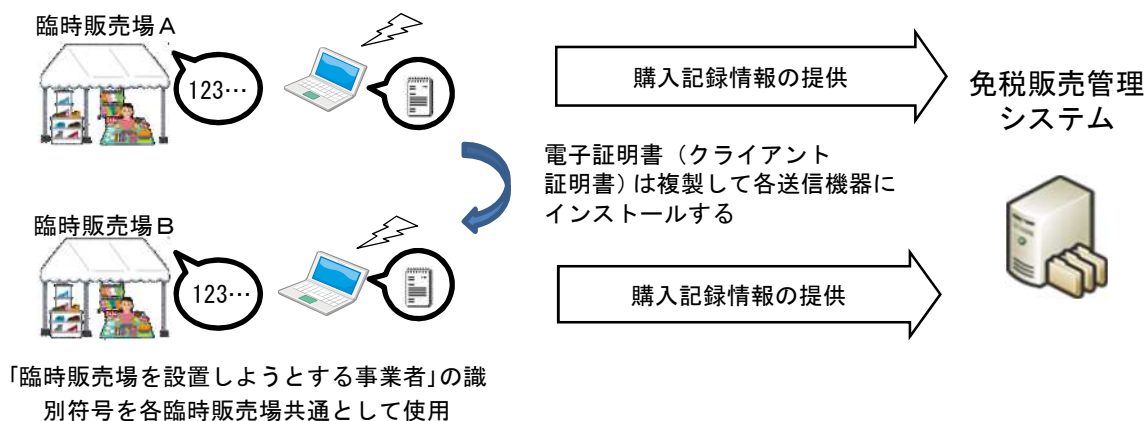 臨時販売場A
123…
購入記録情報の提供
免税販売管理
システム
電子証明書（クライアント
証明書）は複製して各送信機器に
インストールする
臨時販売場B
123…
購入記録情報の提供
「臨時販売場を設置しようとする事業者」の識
別符号を各臨時販売場共通として使用